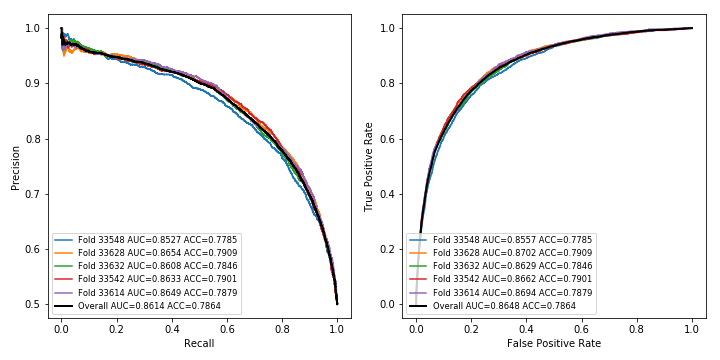 1.0
0.9
0.8
0.7
0.6
0.5
Precision
0.0
0.2
0.4
0.6
0.8
1.0
Recall
Fold 33548 AUC=0.8527 ACC=0.7785
Fold 33628 AUC=0.8654 ACC=0.7909
Fold 33632 AUC=0.8608 ACC=0.7846
Fold 33542 AUC=0.8633 ACC=0.7901
Fold 33614 AUC=0.8649 ACC=0.7879
Overall AUC=0.8614 ACC=0.7864
1.0
0.8
0.6
0.4
0.2
0.0
True Positive Rate
0.0
0.2
0.4
0.6
0.8
1.0
False Positive Rate
Fold 33548 AUC=0.8557 ACC=0.7785
Fold 33628 AUC=0.8702 ACC=0.7909
Fold 33632 AUC=0.8629 ACC=0.7846
Fold 33542 AUC=0.8662 ACC=0.7901
Fold 33614 AUC=0.8694 ACC=0.7879
Overall AUC=0.8648 ACC=0.7864